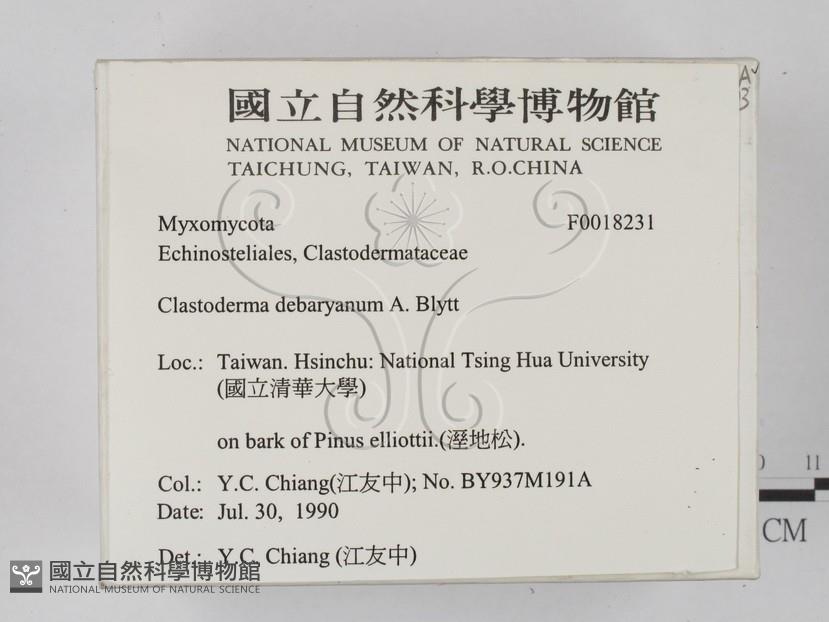 國立自然科學博物館
NATIONAL MUSEUM OF NATURAL SCIENCE
TAICHUNG, TAIWAN, R.O.CHINA
A
3
Myxomycota F0018231
Echinosteliales, Clastodermataceae
Clastoderma debaryanum A. Blytt
Loc.: Taiwan. Hsinchu: National Tsing Hua University
(國立清華大學)
on bark of Pinus elliottii.(溼地松).
Col.: Y.C. Chiang(江友中); No. BY937M191A
Date: Jul. 30, 1990
Det.: Y.C. Chiang (江友中)
11
CM
國立自然科學博物館
NATIONAL MUSEUM OF NATURAL SCIENCE